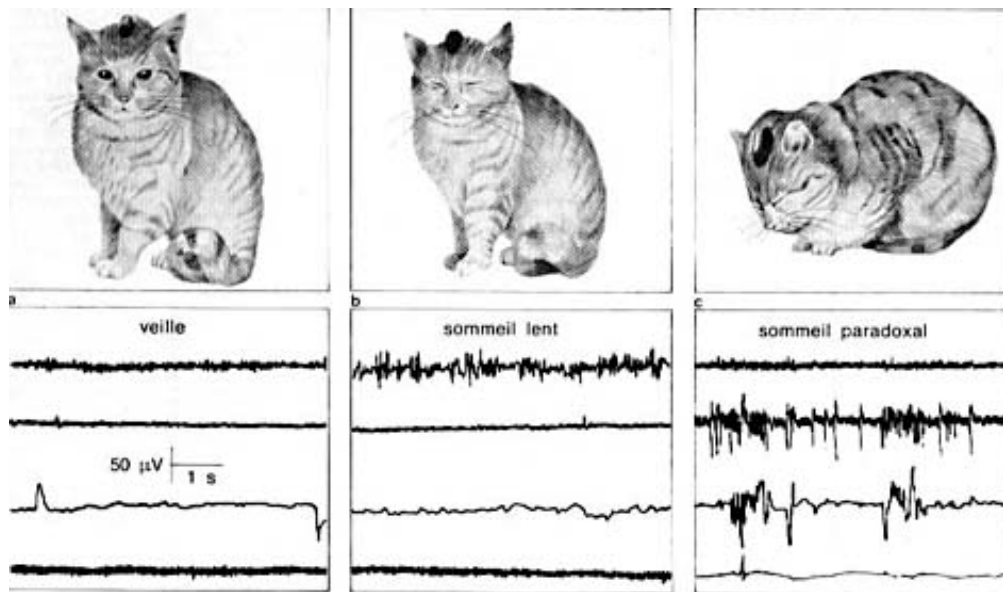 a
b
c
veille
sommeil lent
sommeil paradoxal
50 μV
1 s